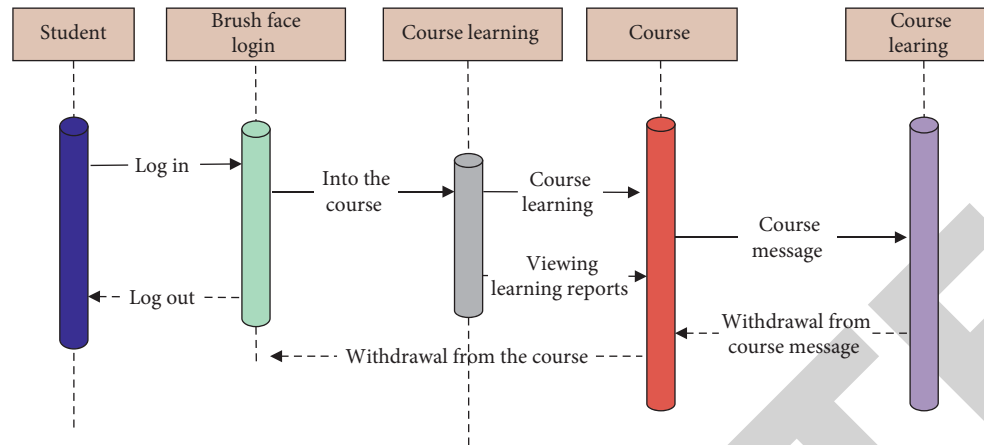 Student
Brush face
login
Course learning
Course
Course
learing
Log in
Into the
course
Course
learning
Course
message
Viewing
learning reports
Log out
Withdrawal from
course message
Withdrawal from the course